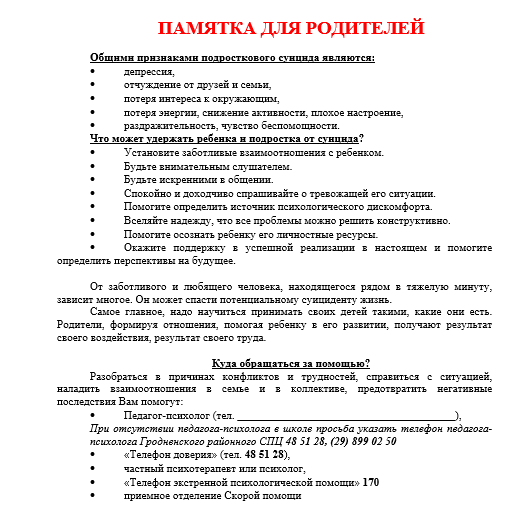 ПАМЯТКА ДЛЯ РОДИТЕЛЕЙ
Общими признаками подросткового суицида являются:
• депрессия,
• отчуждение от друзей и семьи,
• потеря интереса к окружающим,
• потеря энергии, снижение активности, плохое настроение,
• раздражительность, чувство беспомощности.
Что может удержать ребенка и подростка от суицида?
• Установите заботливые взаимоотношения с ребенком.
• Будьте внимательным слушателем.
• Будьте искренними в общении.
• Спокойно и доходчиво спрашивайте о тревожащей его ситуации.
• Помогите определить источник психологического дискомфорта.
• Вселяйте надежду, что все проблемы можно решить конструктивно.
• Помогите осознать ребенку его личностные ресурсы.
• Окажите поддержку в успешной реализации в настоящем и помогите
определить перспективы на будущее.
От заботливого и любящего человека, находящегося рядом в тяжелую минуту,
зависит многое. Он может спасти потенциальному суициденту жизнь.
Самое главное, надо научиться принимать своих детей такими, какие они есть.
Родители, формируя отношения, помогая ребенку в его развитии, получают результат
своего воздействия, результат своего труда.
Куда обращаться за помощью?
Разобраться в причинах конфликтов и трудностей, справиться с ситуацией,
наладить взаимоотношения в семье и в коллективе, предотвратить негативные
последствия Вам помогут:
• Педагог-психолог (тел. ________________________________________),
При отсутствии педагога-психолога в школе просьба указать телефон педагога-
психолога Гродненского районного СПЦ 48 51 28, (29) 899 02 50
• «Телефон доверия» (тел. 48 51 28),
• частный психотерапевт или психолог,
• «Телефон экстренной психологической помощи» 170
• приемное отделение Скорой помощи